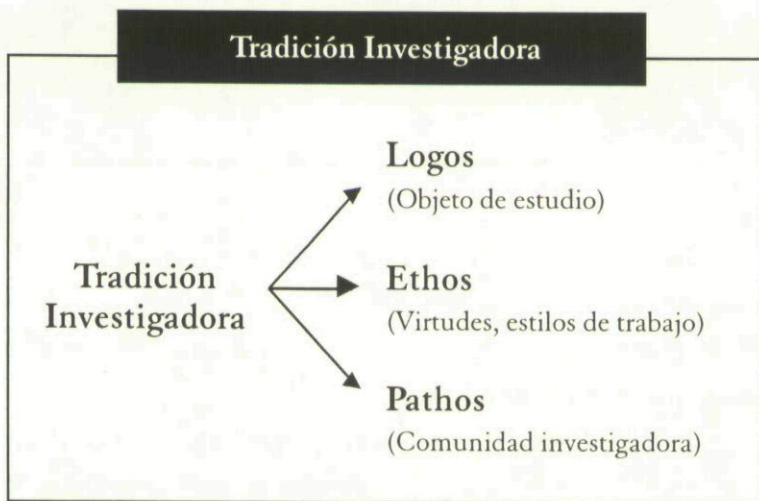 Tradición Investigadora
Tradición
Investigadora
Logos
(Objeto de estudio)
Ethos
(Virtudes, estilos de trabajo)
Pathos
(Comunidad investigadora)